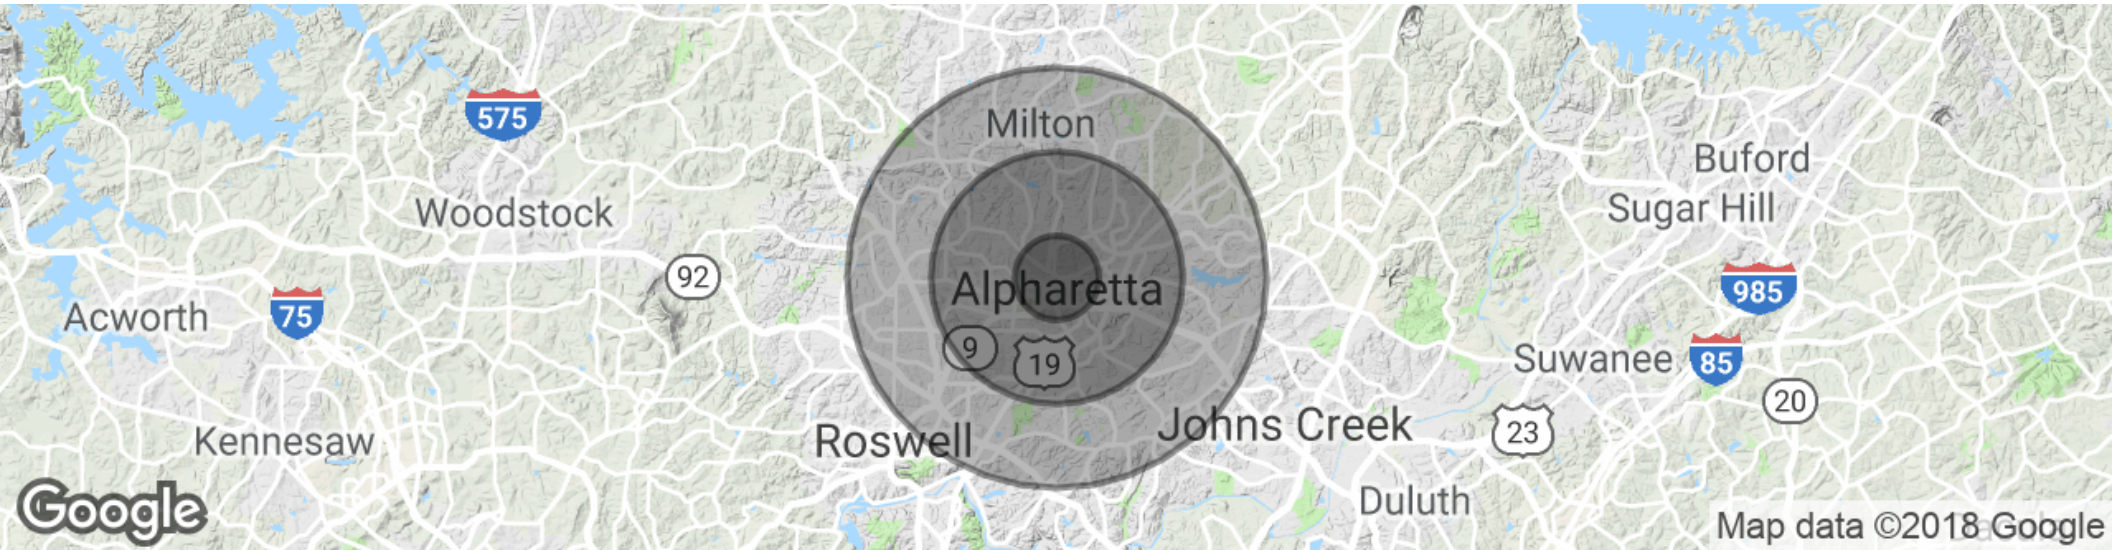 575
Milton
Buford
Woodstock
Sugar Hill
92
Alpharetta
985
Acworth
75
9
19
Suwanee
85
20
Roswell
Johns Creek
23
Kennesaw
Duluth
Google
Map data ©2018 Google